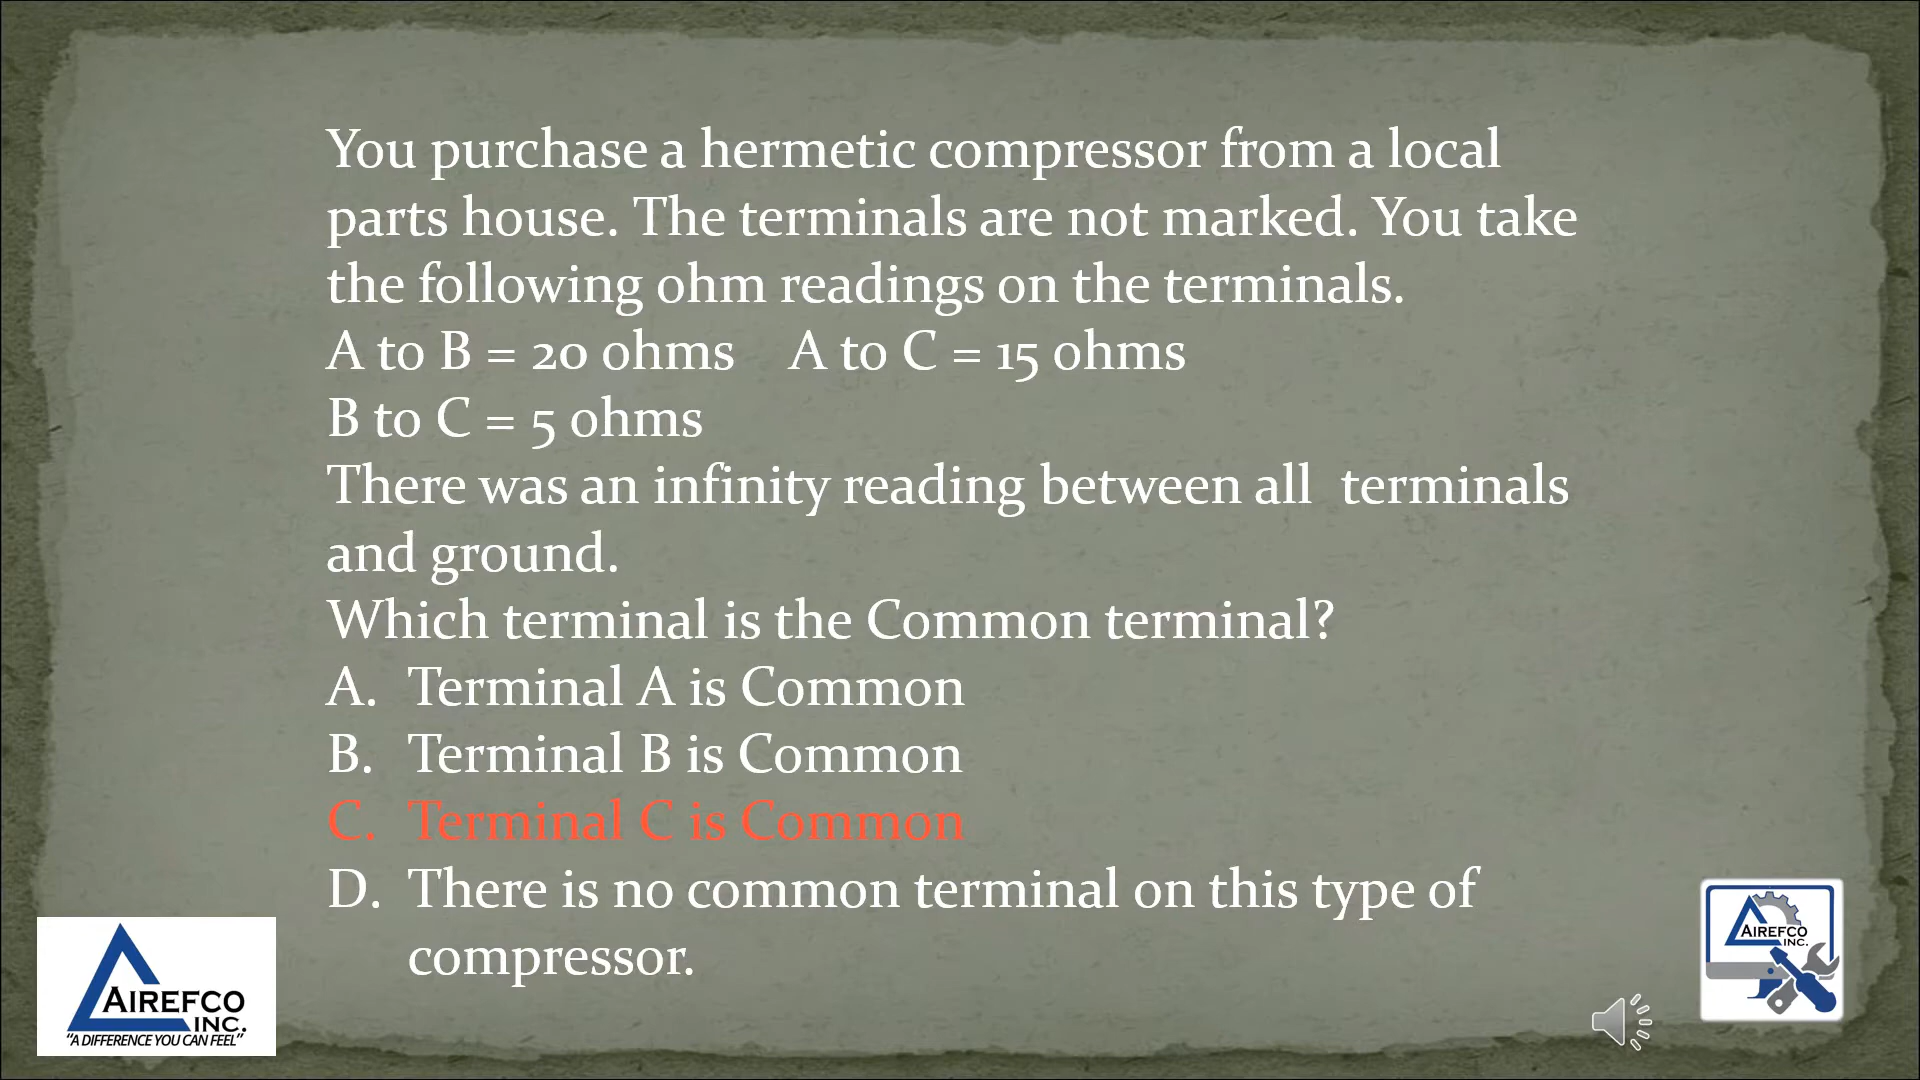 You purchase a hermetic compressor from a local
parts house. The terminals are not marked. You take
the following ohm readings on the terminals.
A to B = 20 ohms    A to C = 15 ohms
B to C = 5 ohms
There was an infinity reading between all  terminals
and ground.
Which terminal is the Common terminal?
A. Terminal A is Common
B. Terminal B is Common
C. Terminal C is Common
D. There is no common terminal on this type of
compressor.
AIREFCO
INC.
"A DIFFERENCE YOU CAN FEEL"
AIREFCO
INC.